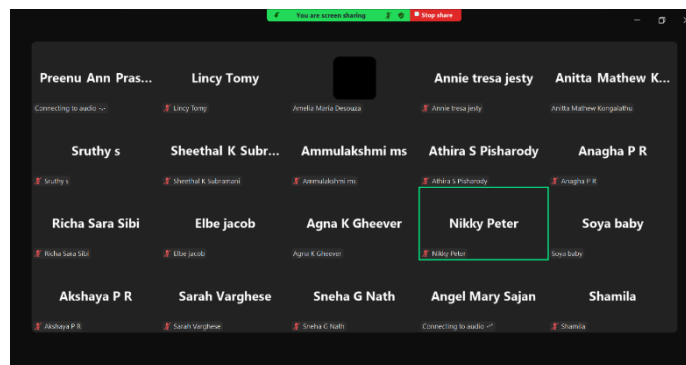 You are screen sharing
Stop share
Preenu Ann Pras... Lincy Tomy Annie tresa jesty Anitta Mathew K...
Connecting to audio Lincy Tomy Amelia Maria Desouza Annie tresa jesty Anitta Mathew Kongalathu
Sruthy s Sheethal K Subr... Ammulakshmi ms Athira S Pisharody Anagha P R
Sruthy s Sheethal K Subramani Ammulakshmi ms Athira S Pisharody Anagha P R
Richa Sara Sibi Elbe jacob Agna K Gheever Nikky Peter Soya baby
Richa Sara Sibi Elbe jacob Agna K Gheever Nikky Peter Soya baby
Akshaya P R Sarah Varghese Sneha G Nath Angel Mary Sajan Shamila
Akshaya P R Sarah Varghese Sneha G Nath Connecting to audio Shamila